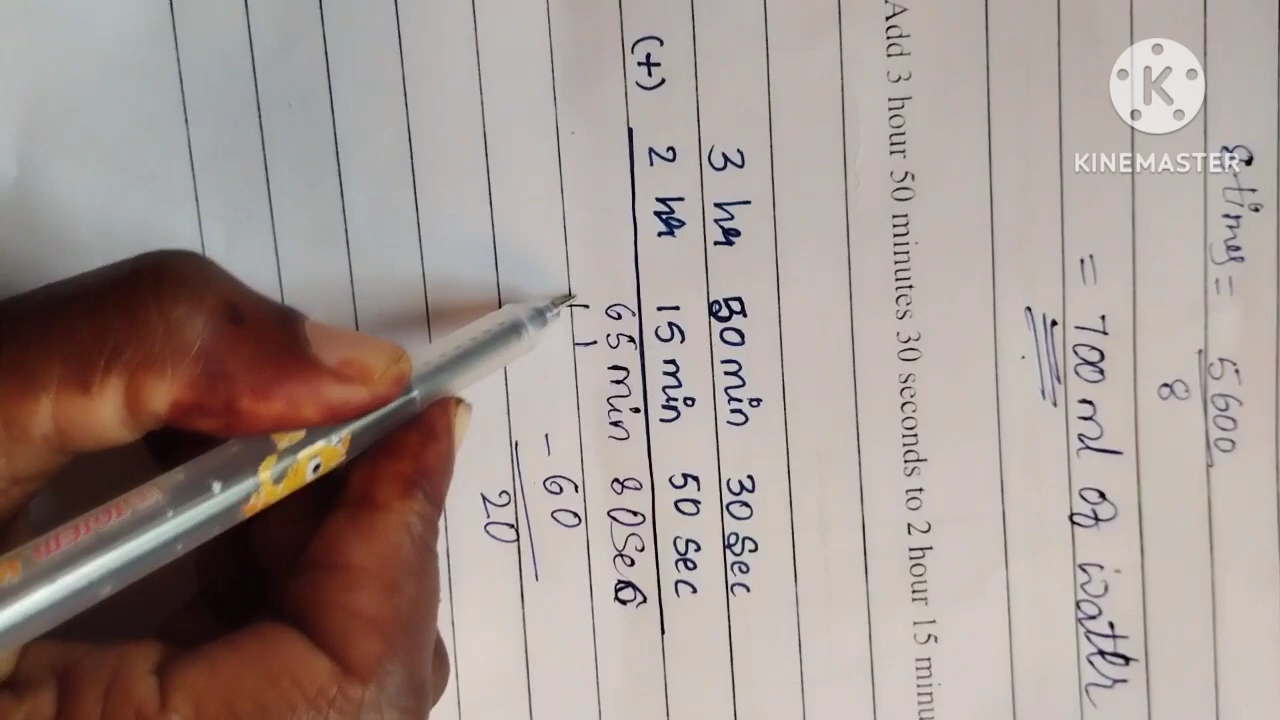 8 times = 5600
8
= 700 ml of water
Add 3 hour 50 minutes 30 seconds to 2 hour 15 minu
3 hr 50 min 30 Sec
(+) 2 hr 15 min 50 sec
65 min 80 Sec
1
- 60
20
KINEMASTER